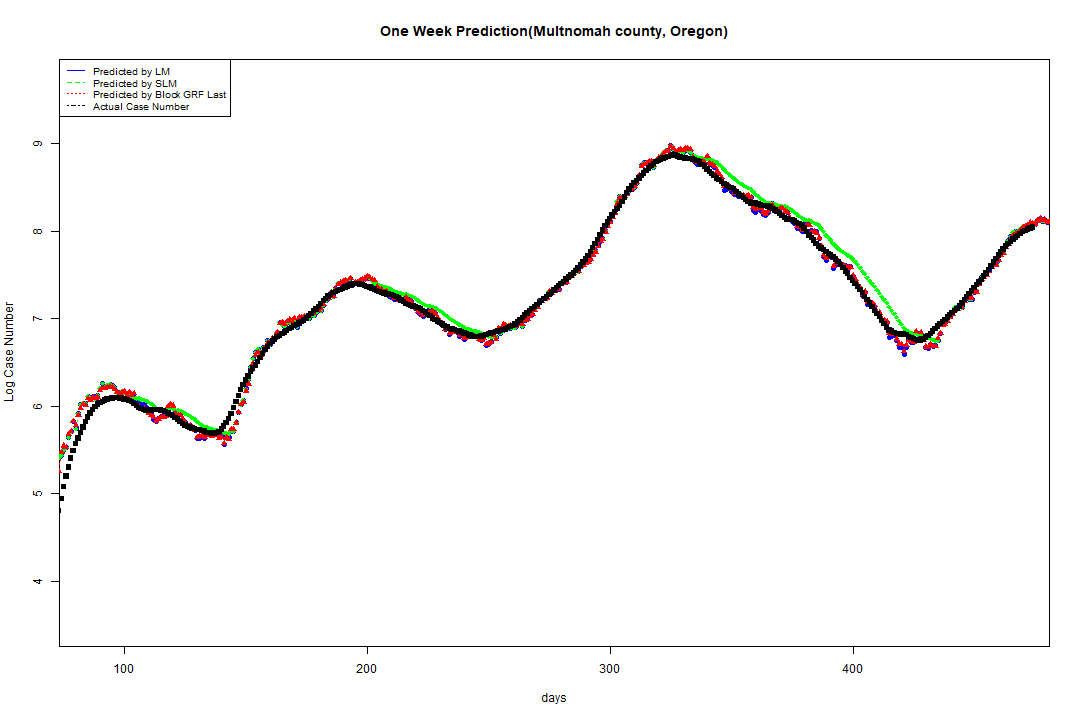 One Week Prediction(Multnomah county, Oregon)
Predicted by LM
Predicted by SLM
Predicted by Block GRF Last
Actual Case Number
9
8
7
6
5
4
Log Case Number
100 200 300 400
days